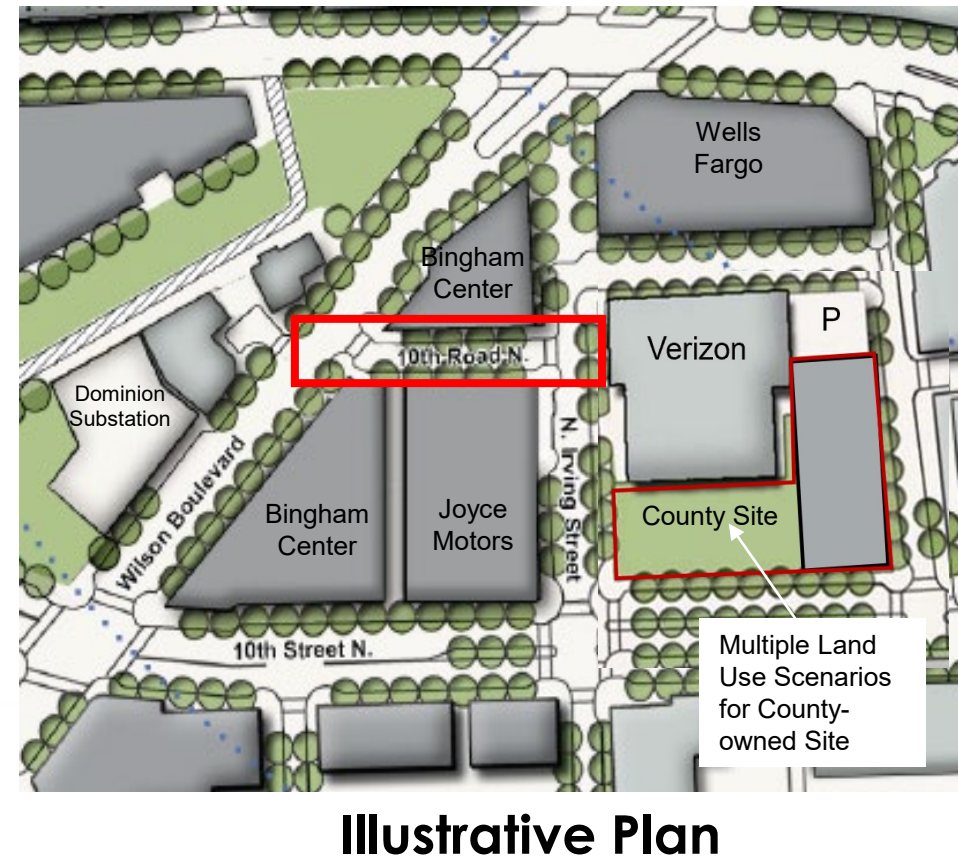 Wells
Fargo
Bingham
Center
P
Verizon
10th Road N.
Dominion
Substation
Wilson Boulevard
N. Irving Street
Bingham
Center
Joyce
Motors
County Site
10th Street N.
Multiple Land
Use Scenarios
for County-
owned Site
Illustrative Plan